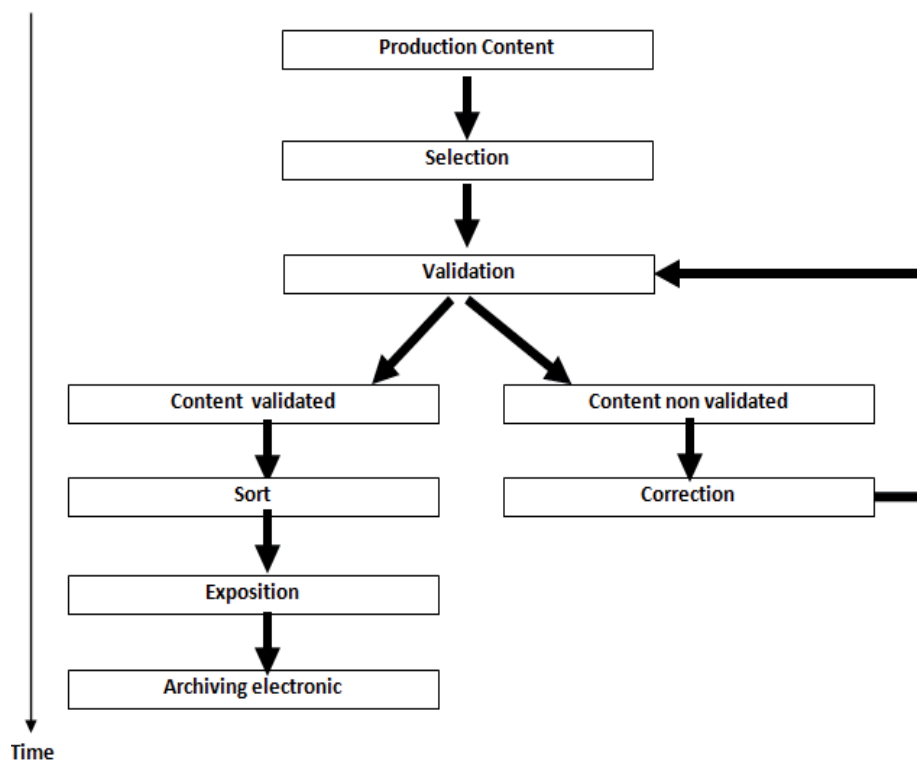 Production Content
Selection
Validation
Content validated
Content non validated
Sort
Correction
Exposition
Archiving electronic
Time